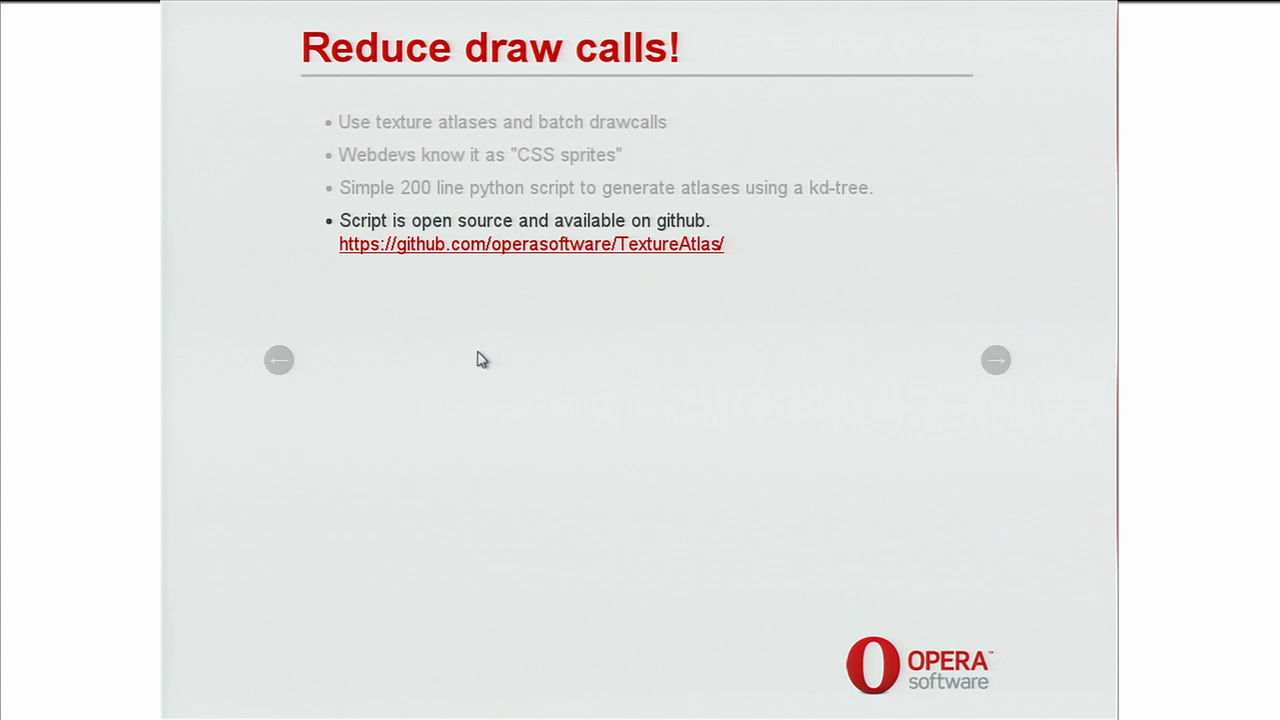 Reduce draw calls!
• Use texture atlases and batch drawcalls
• Webdevs know it as "CSS sprites"
• Simple 200 line python script to generate atlases using a kd-tree.
• Script is open source and available on github.
https://github.com/operasoftware/TextureAtlas/
← →
OPERA™
software